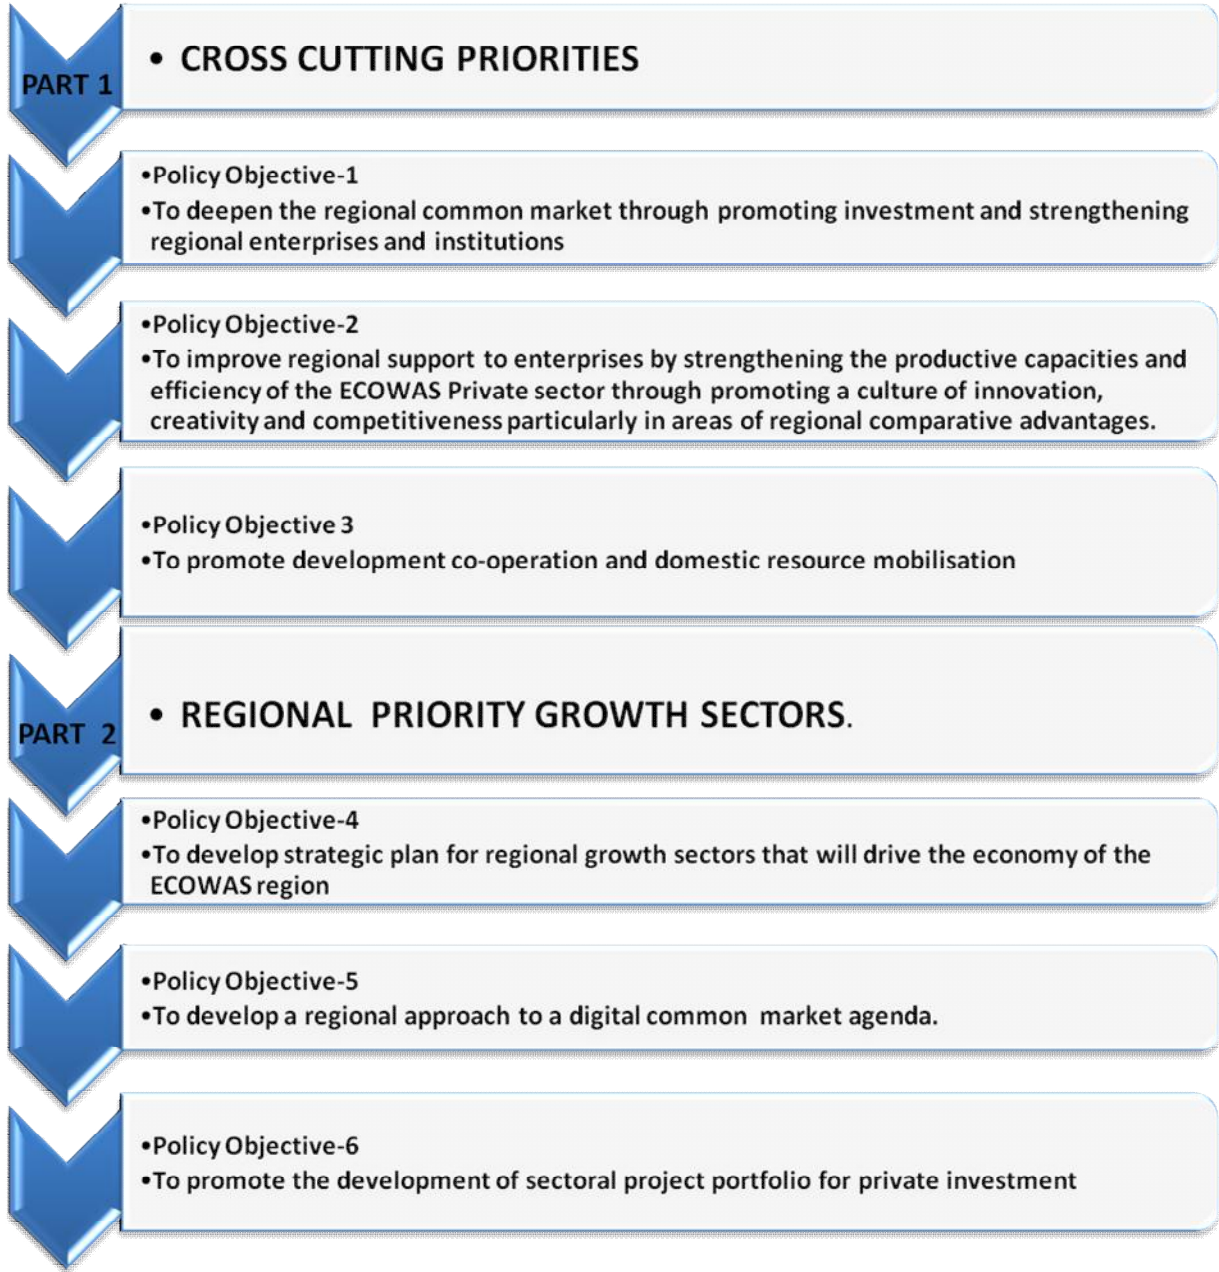 PART 1
• CROSS CUTTING PRIORITIES
•Policy Objective-1
•To deepen the regional common market through promoting investment and strengthening
regional enterprises and institutions
•Policy Objective-2
•To improve regional support to enterprises by strengthening the productive capacities and
efficiency of the ECOWAS Private sector through promoting a culture of innovation,
creativity and competitiveness particularly in areas of regional comparative advantages.
•Policy Objective 3
•To promote development co-operation and domestic resource mobilisation
PART 2
• REGIONAL PRIORITY GROWTH SECTORS.
•Policy Objective-4
•To develop strategic plan for regional growth sectors that will drive the economy of the
ECOWAS region
•Policy Objective-5
•To develop a regional approach to a digital common market agenda.
•Policy Objective-6
•To promote the development of sectoral project portfolio for private investment